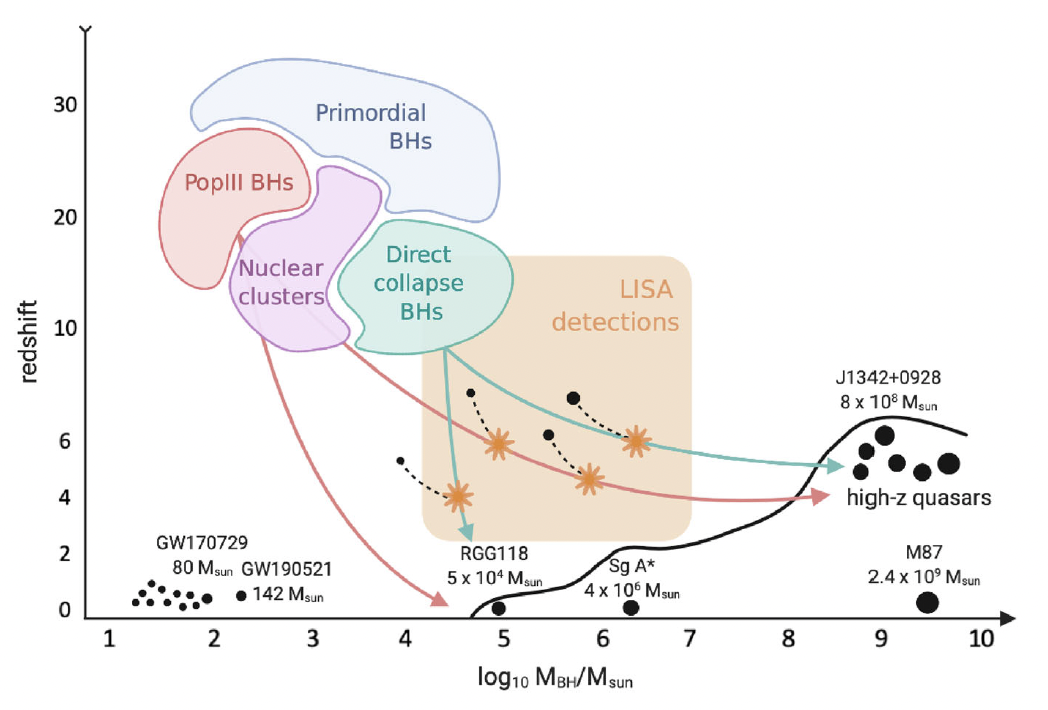 30
20
10
6
4
2
0
redshift
Primordial
BHs
PopIII BHs
Nuclear
clusters
Direct
collapse
BHs
LISA
detections
J1342+0928
8 x 10⁸ Msun
high-z quasars
GW170729
80 Msun
GW190521
142 Msun
RGG118
5 x 10⁴ Msun
Sg A*
4 x 10⁶ Msun
M87
2.4 x 10⁹ Msun
1 2 3 4 5 6 7 8 9 10
log₁₀ MBH/Msun